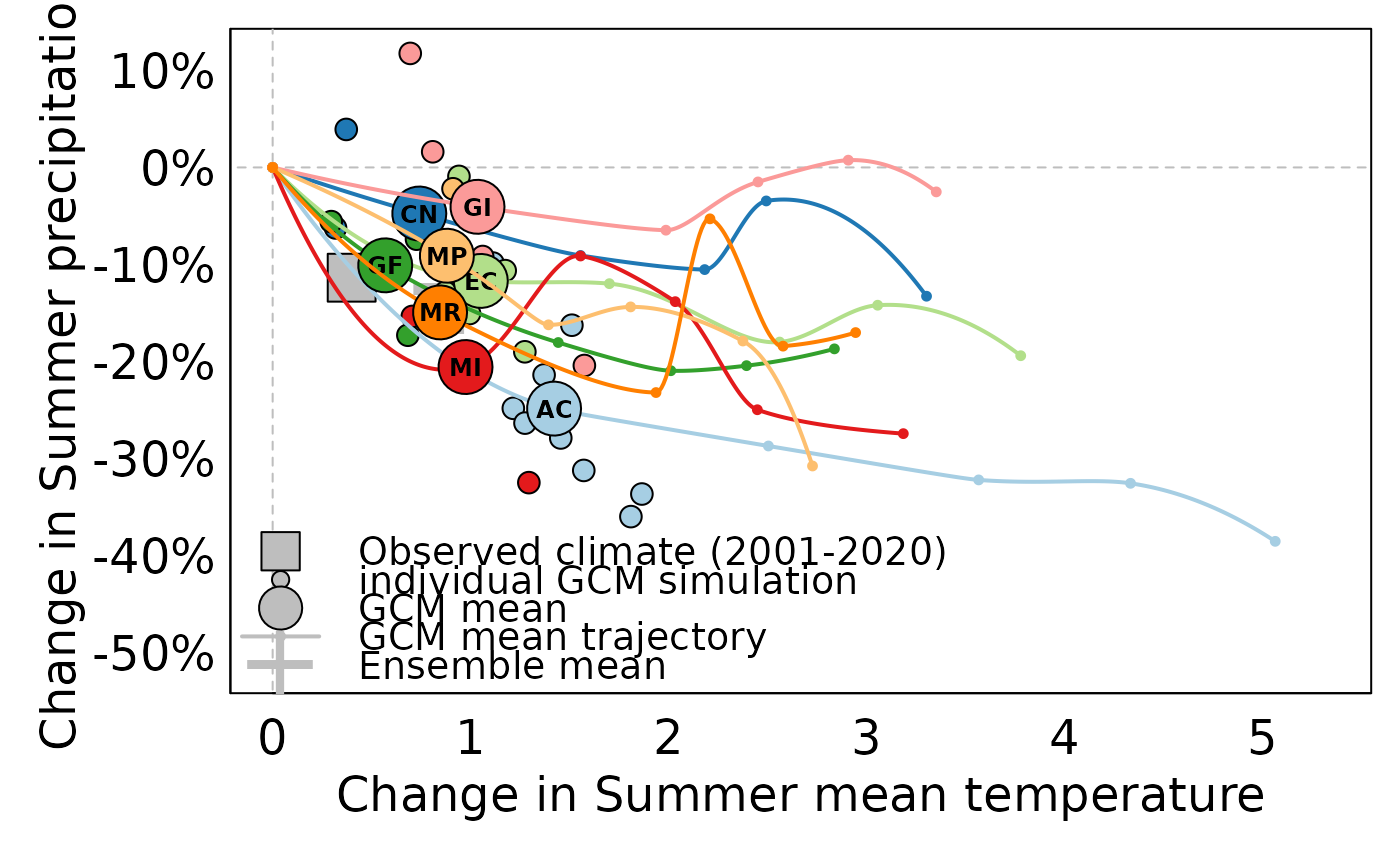 Change in Summer precipitatio
10%
0%
-10%
-20%
-30%
-40%
-50%
CN
GI
MP
GF
EC
MR
MI
AC
Observed climate (2001-2020)
individual GCM simulation
GCM mean
GCM mean trajectory
Ensemble mean
0 1 2 3 4 5
Change in Summer mean temperature